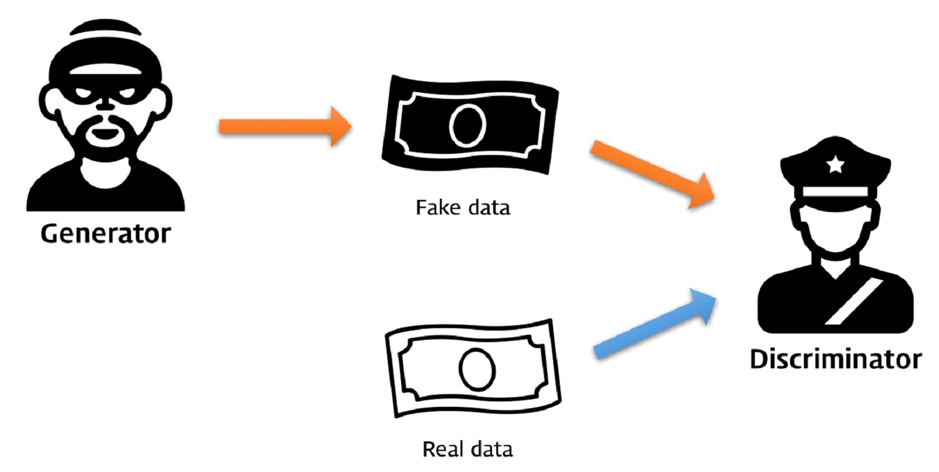 Generator
Fake data
Real data
Discriminator